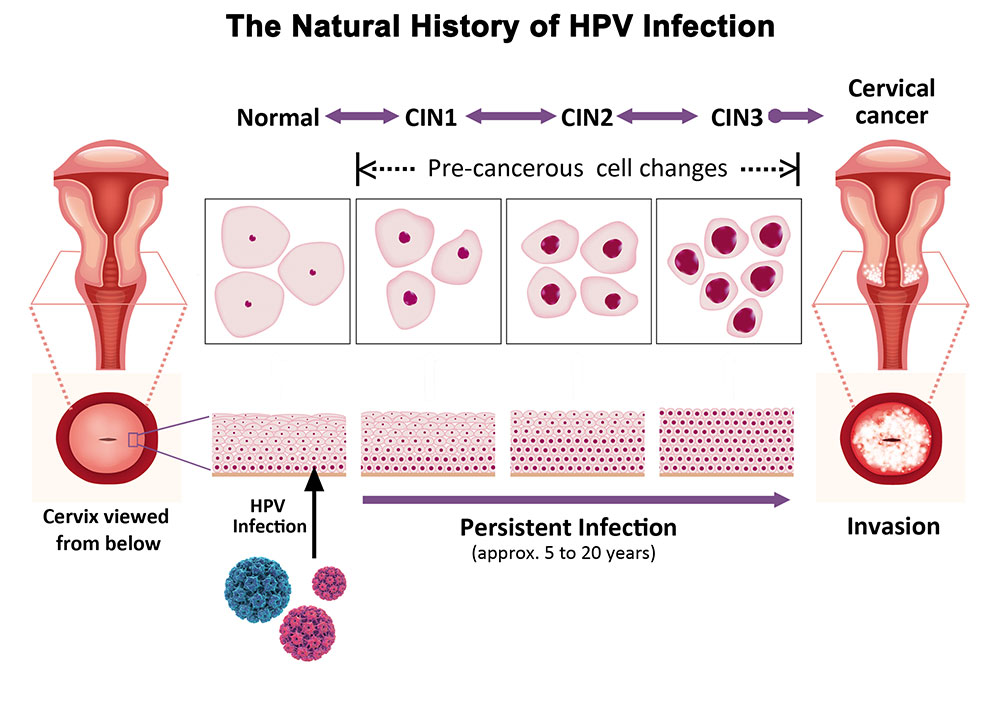 The Natural History of HPV Infection
Normal CIN1 CIN2 CIN3 Cervical
cancer
Pre-cancerous cell changes
HPV
Infection
Cervix viewed
from below
Persistent Infection
(approx. 5 to 20 years)
Invasion